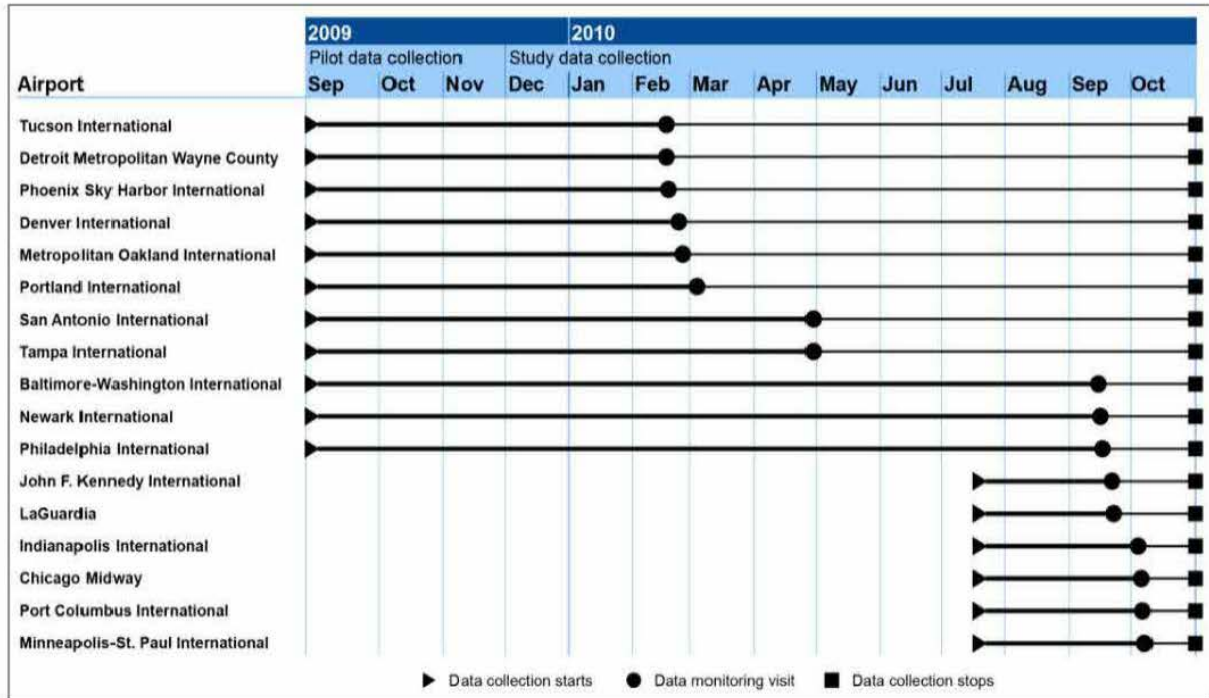 2009 2010
Pilot data collection Study data collection
Airport Sep Oct Nov Dec Jan Feb Mar Apr May Jun Jul Aug Sep Oct
Tucson International
Detroit Metropolitan Wayne County
Phoenix Sky Harbor International
Denver International
Metropolitan Oakland International
Portland International
San Antonio International
Tampa International
Baltimore-Washington International
Newark International
Philadelphia International
John F. Kennedy International
LaGuardia
Indianapolis International
Chicago Midway
Port Columbus International
Minneapolis-St. Paul International
Data collection starts Data monitoring visit Data collection stops